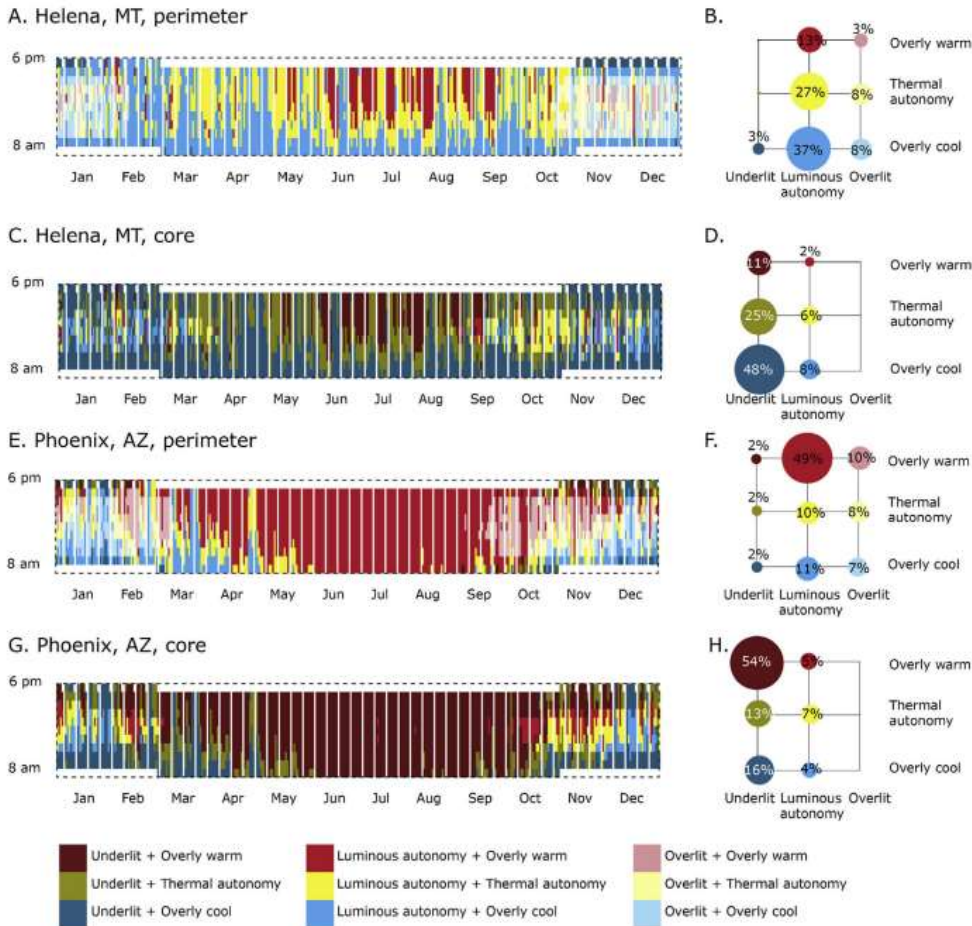 A. Helena, MT, perimeter
B.
6 pm
8 am
Jan Feb Mar Apr May Jun Jul Aug Sep Oct Nov Dec
3%
13%
Overly warm
27%
8%
Thermal
autonomy
3%
37%
8%
Overly cool
Underlit Luminous Overlit
autonomy
C. Helena, MT, core
D.
6 pm
8 am
Jan Feb Mar Apr May Jun Jul Aug Sep Oct Nov Dec
2%
11%
Overly warm
25%
6%
Thermal
autonomy
48%
8%
Overly cool
Underlit Luminous Overlit
autonomy
E. Phoenix, AZ, perimeter
F.
6 pm
8 am
Jan Feb Mar Apr May Jun Jul Aug Sep Oct Nov Dec
2%
49%
10%
Overly warm
2%
10%
8%
Thermal
autonomy
2%
11%
7%
Overly cool
Underlit Luminous Overlit
autonomy
G. Phoenix, AZ, core
H.
6 pm
8 am
Jan Feb Mar Apr May Jun Jul Aug Sep Oct Nov Dec
54%
Overly warm
13%
7%
Thermal
autonomy
16%
4%
Overly cool
Underlit Luminous Overlit
autonomy
Underlit + Overly warm
Luminous autonomy + Overly warm
Overlit + Overly warm
Underlit + Thermal autonomy
Luminous autonomy + Thermal autonomy
Overlit + Thermal autonomy
Underlit + Overly cool
Luminous autonomy + Overly cool
Overlit + Overly cool